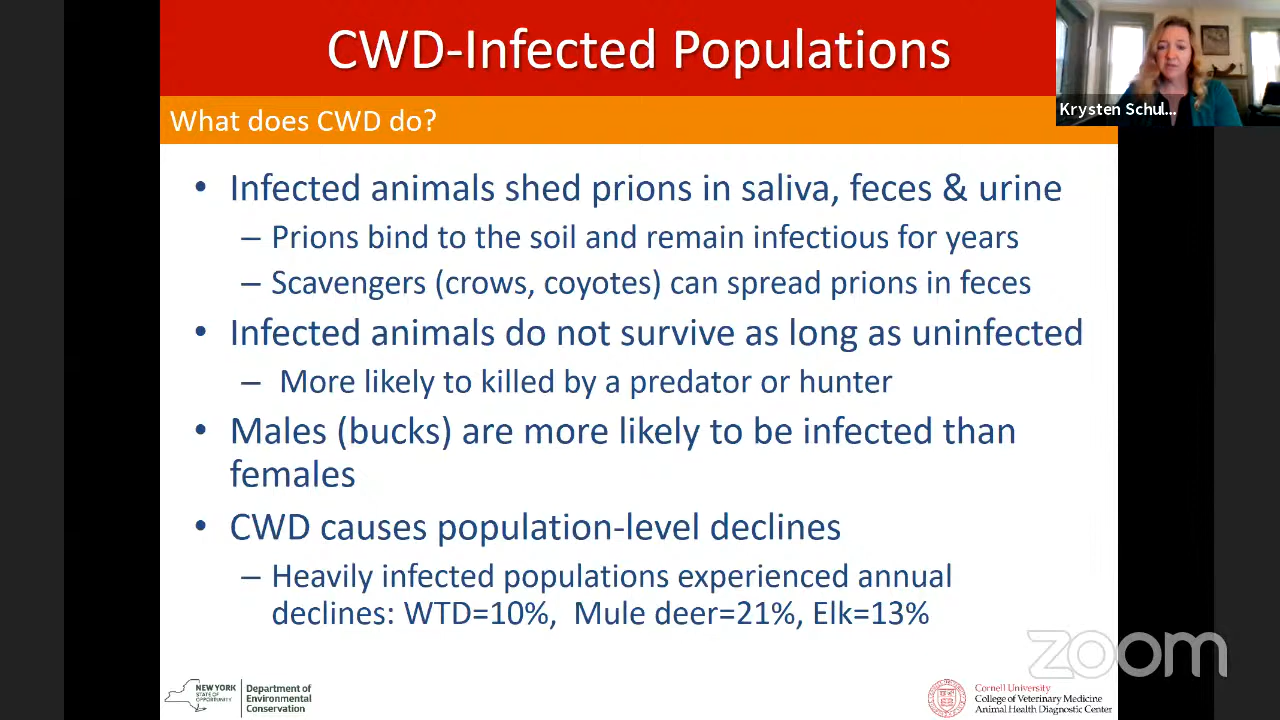 CWD-Infected Populations
Krysten Schul...
What does CWD do?
• Infected animals shed prions in saliva, feces & urine
– Prions bind to the soil and remain infectious for years
– Scavengers (crows, coyotes) can spread prions in feces
• Infected animals do not survive as long as uninfected
– More likely to killed by a predator or hunter
• Males (bucks) are more likely to be infected than
females
• CWD causes population-level declines
– Heavily infected populations experienced annual
declines: WTD=10%, Mule deer=21%, Elk=13%
zoom
NEW YORK
STATE OF
OPPORTUNITY
Department of
Environmental
Conservation
Cornell University
College of Veterinary Medicine
Animal Health Diagnostic Center